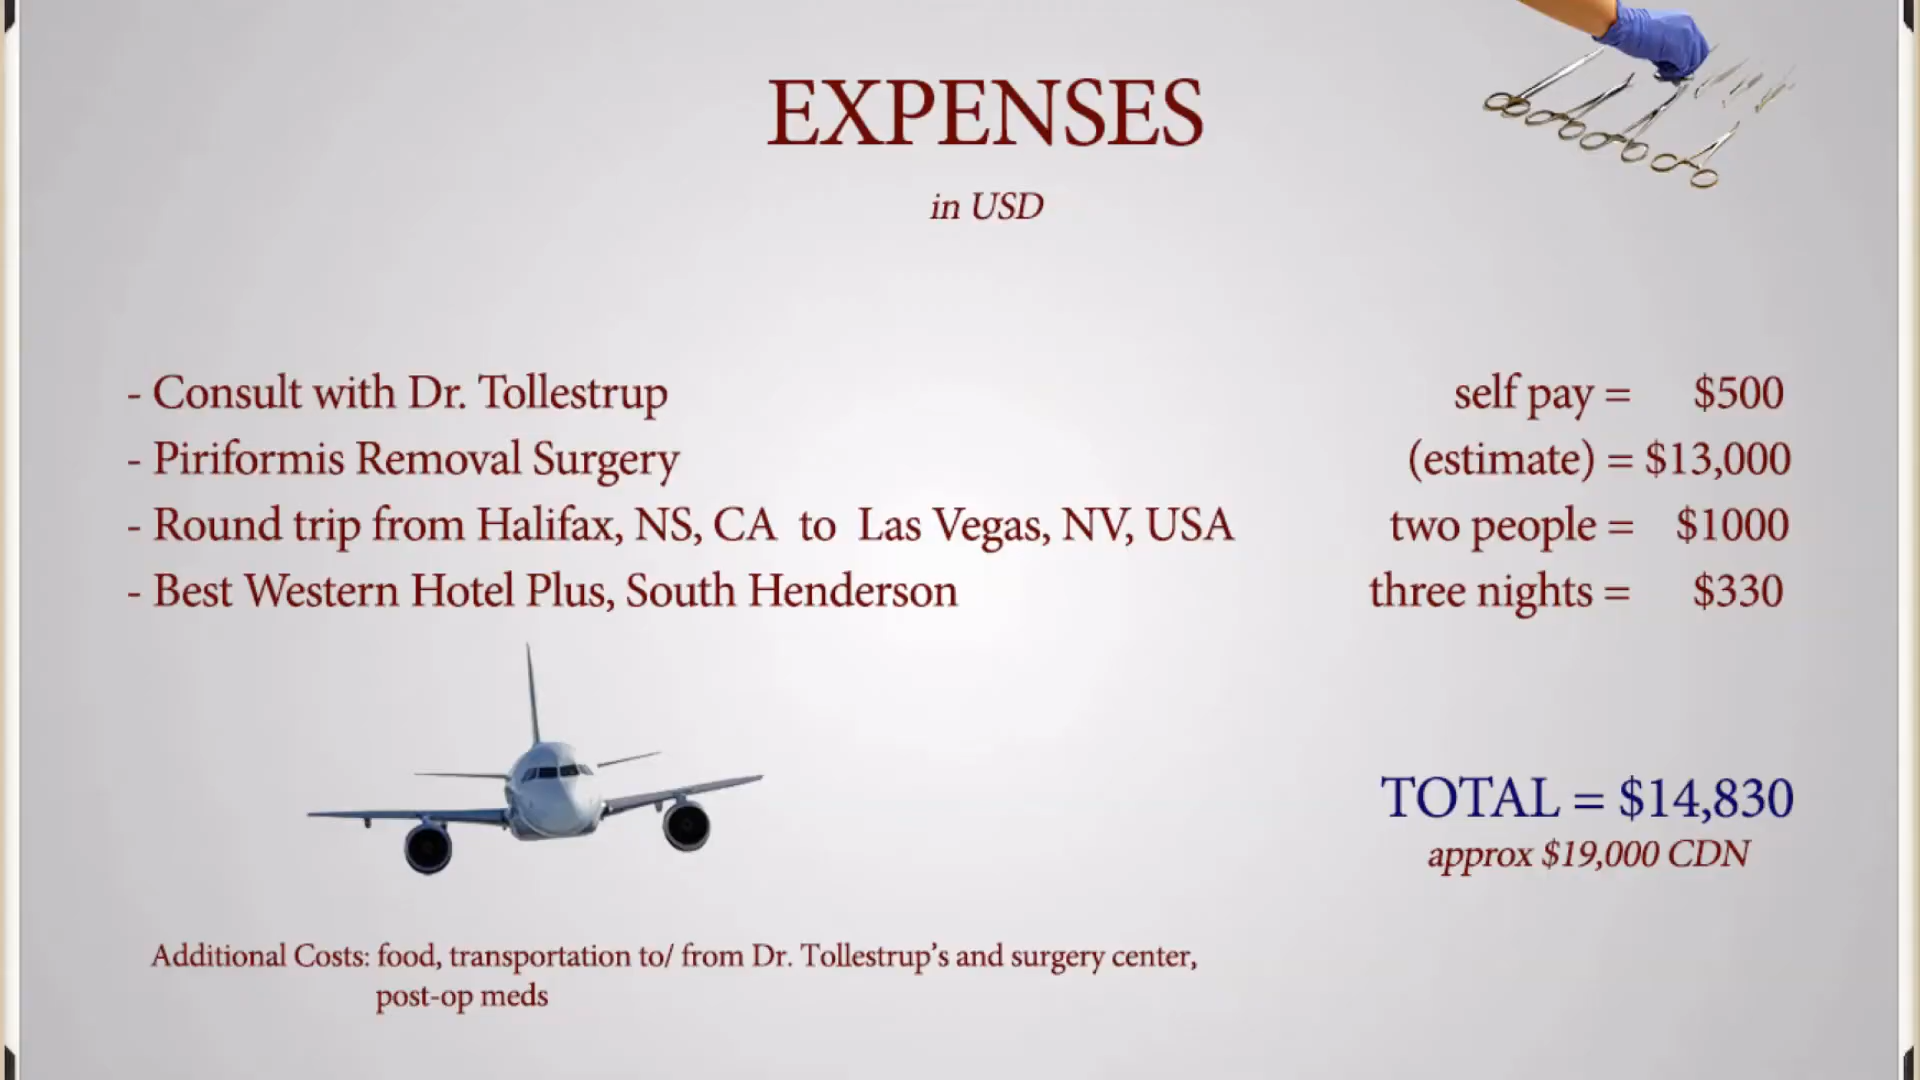 EXPENSES
in USD
- Consult with Dr. Tollestrup self pay = $500
- Piriformis Removal Surgery (estimate) = $13,000
- Round trip from Halifax, NS, CA to Las Vegas, NV, USA two people = $1000
- Best Western Hotel Plus, South Henderson three nights = $330
TOTAL = $14,830
approx $19,000 CDN
Additional Costs: food, transportation to/ from Dr. Tollestrup's and surgery center,
post-op meds